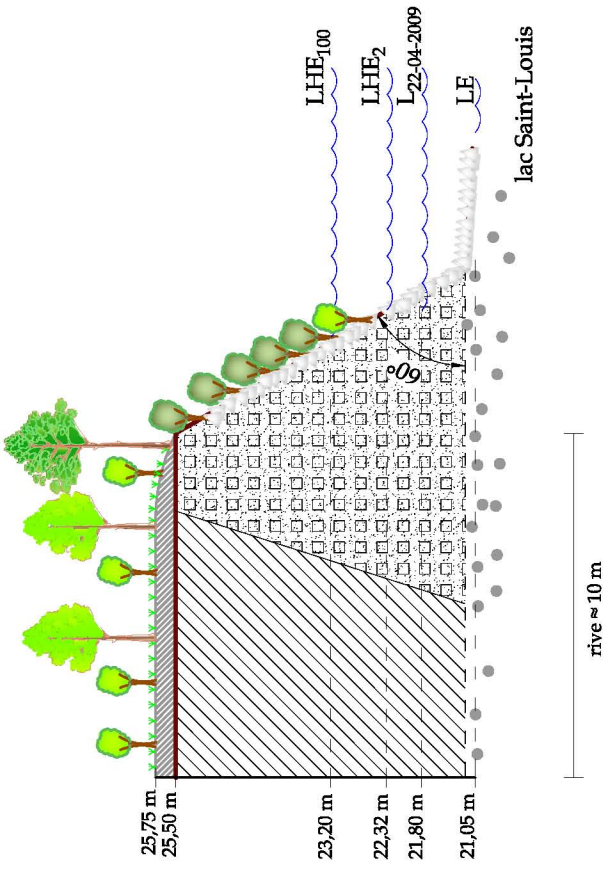 LHE100
LHE2
L22-04-2009
LE
lac Saint-Louis
60°
25,75 m
25,50 m
23,20 m
22,32 m
21,80 m
21,05 m
rive ≈ 10 m